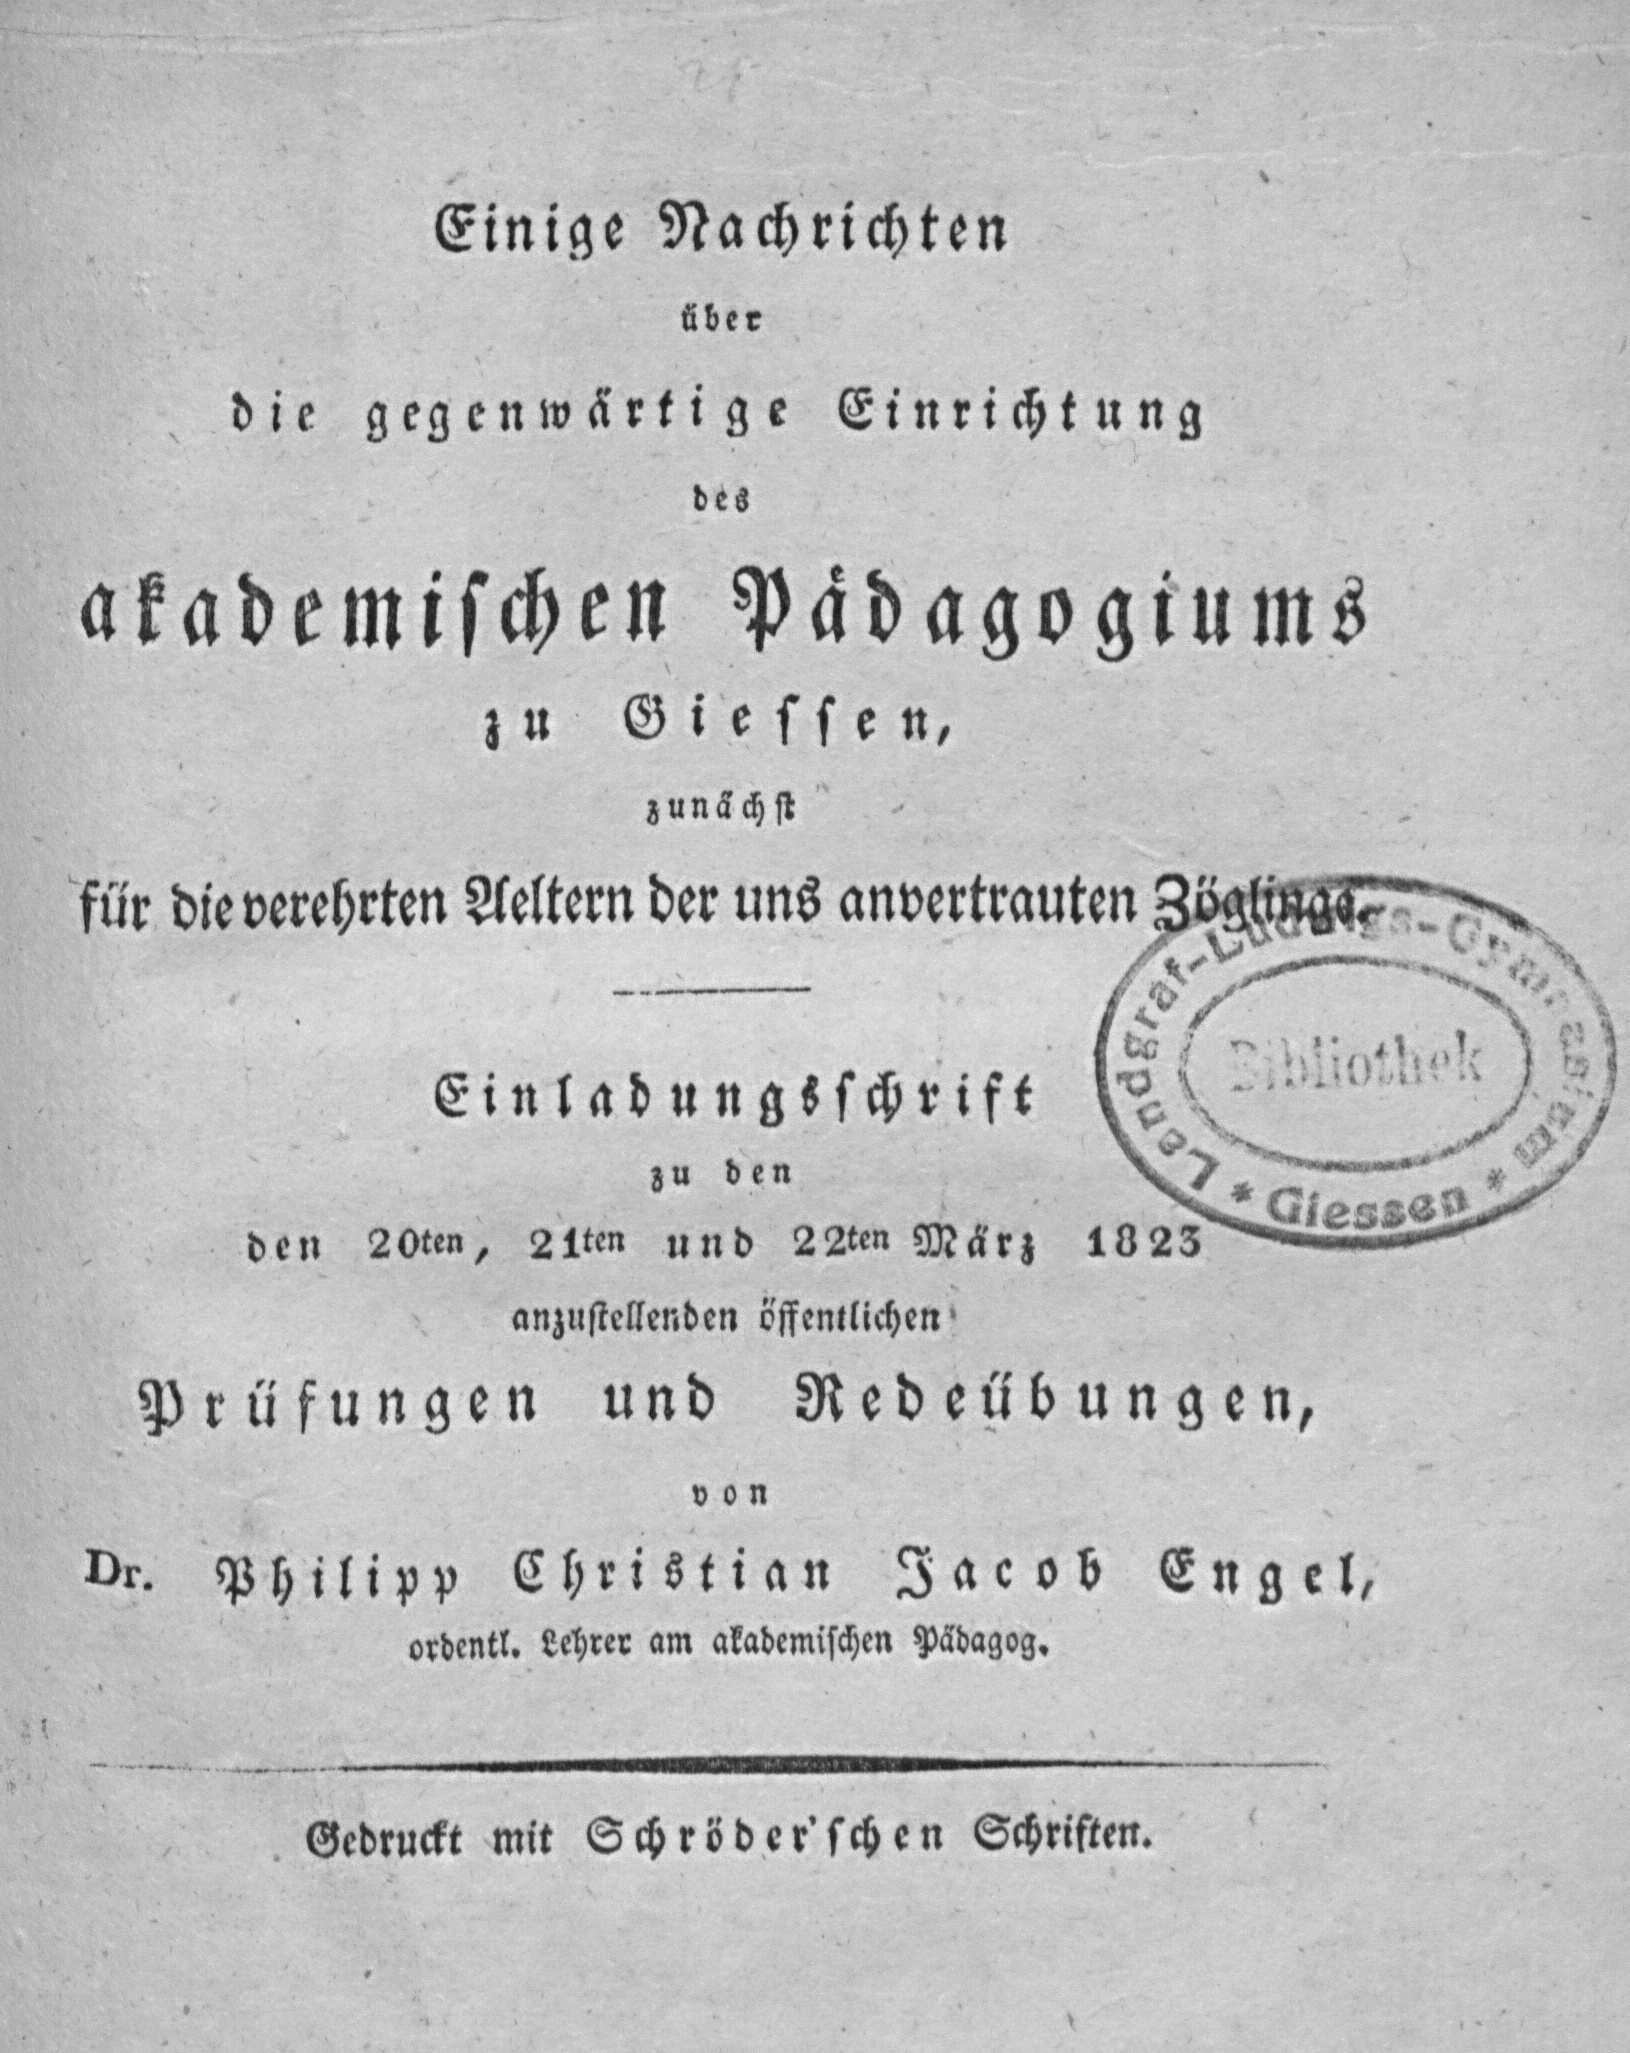 Einige Nachrichten
über
die gegenwärtige Einrichtung
des
akademischen Pädagogiums
zu Giessen,
zunächst
für die verehrten Aeltern der uns anvertrauten Zöglinge.
Landgraf-Ludwigs-Gymnasium
Bibliothek
* Giessen *
Einladungsschrift
zu den
den 20ten, 21ten und 22ten März 1823
anzustellenden öffentlichen
Prüfungen und Redeübungen,
von
Dr. Philipp Christian Jacob Engel,
ordentl. Lehrer am akademischen Pädagog.
Gedruckt mit Schröder'schen Schriften.